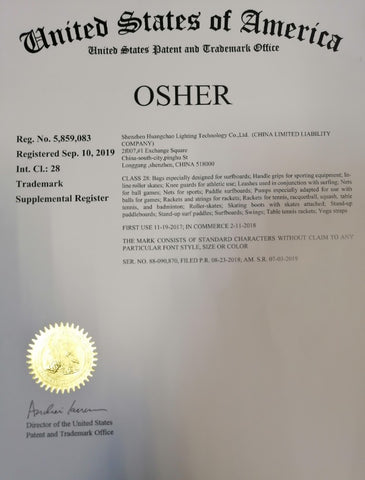 United States of America
United States Patent and Trademark Office
OSHER
Reg. No. 5,859,083
Registered Sep. 10, 2019
Int. Cl.: 28
Trademark
Supplemental Register
Shenzhen Huangchao Lighting Technology Co.,Ltd. (CHINA LIMITED LIABILITY
COMPANY)
2f007,#1 Exchange Square
China-south-city,pinghu St
Longgang ,shenzhen, CHINA 518000
CLASS 28: Bags especially designed for surfboards; Handle grips for sporting equipment; In-
line roller skates; Knee guards for athletic use; Leashes used in conjunction with surfing; Nets
for ball games; Nets for sports; Paddle surfboards; Pumps especially adapted for use with
balls for games; Rackets and strings for rackets; Rackets for tennis, racquetball, squash, table
tennis, and badminton; Roller-skates; Skating boots with skates attached; Stand-up
paddleboards; Stand-up surf paddles; Surfboards; Swings; Table tennis rackets; Yoga straps
FIRST USE 11-19-2017; IN COMMERCE 2-11-2018
THE MARK CONSISTS OF STANDARD CHARACTERS WITHOUT CLAIM TO ANY
PARTICULAR FONT STYLE, SIZE OR COLOR
SER. NO. 88-090,870, FILED P.R. 08-23-2018; AM. S.R. 07-03-2019
Director of the United States
Patent and Trademark Office